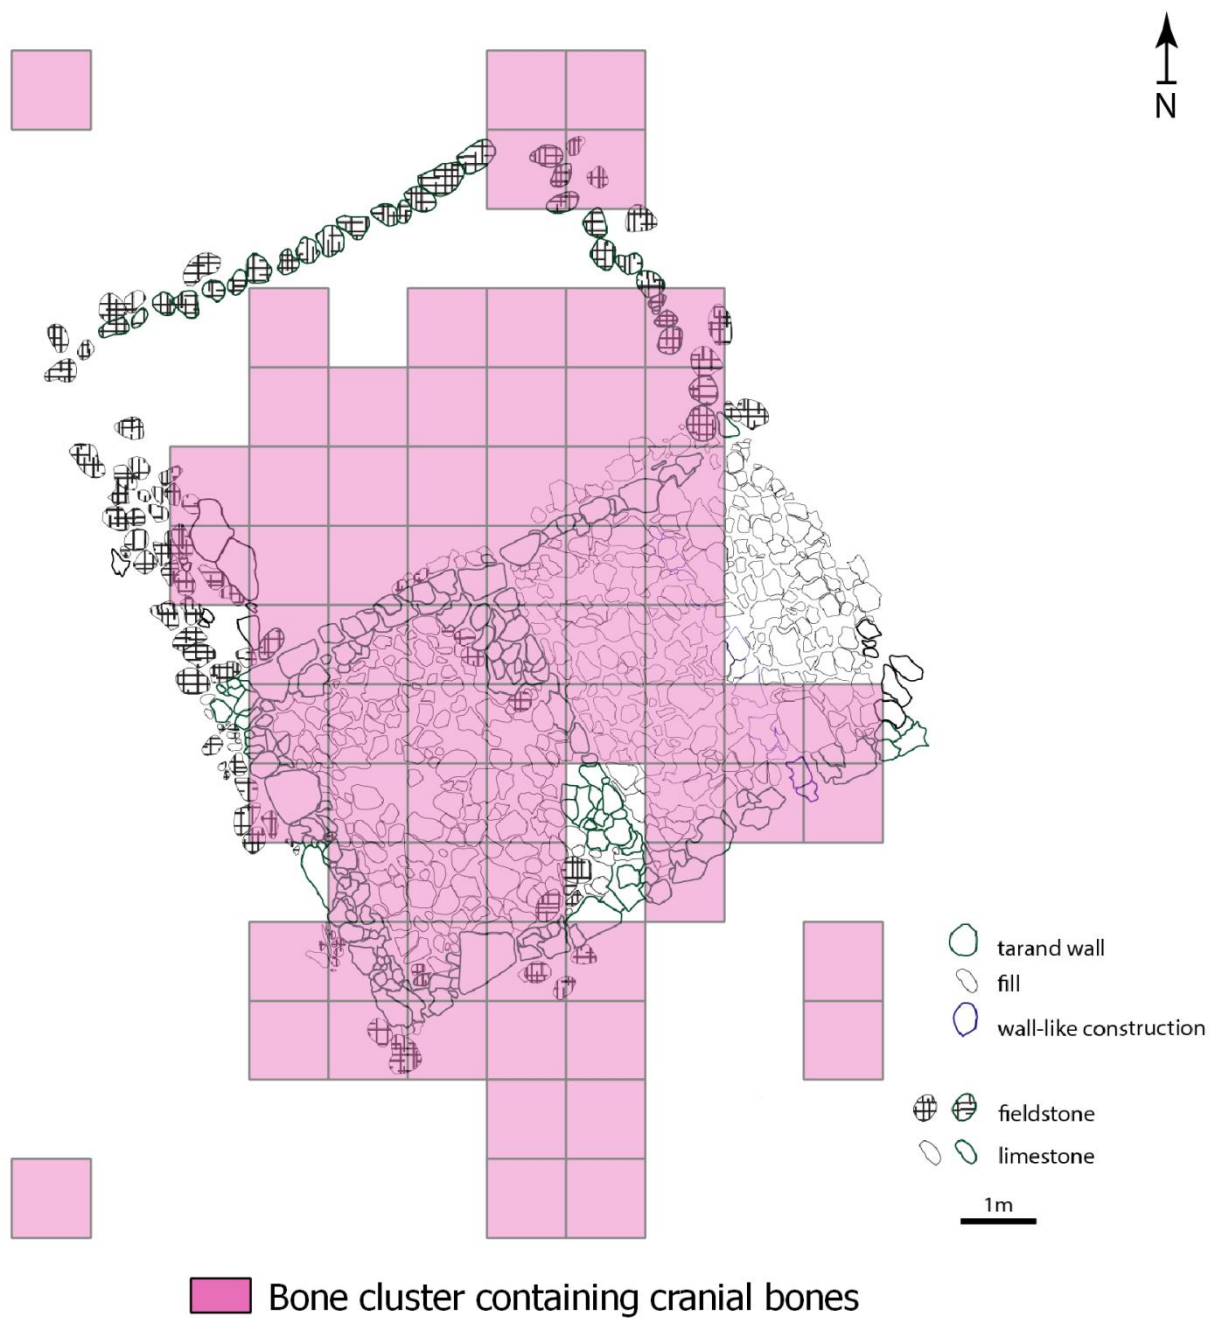 N
tarand wall
fill
wall-like construction
fieldstone
limestone
1m
Bone cluster containing cranial bones